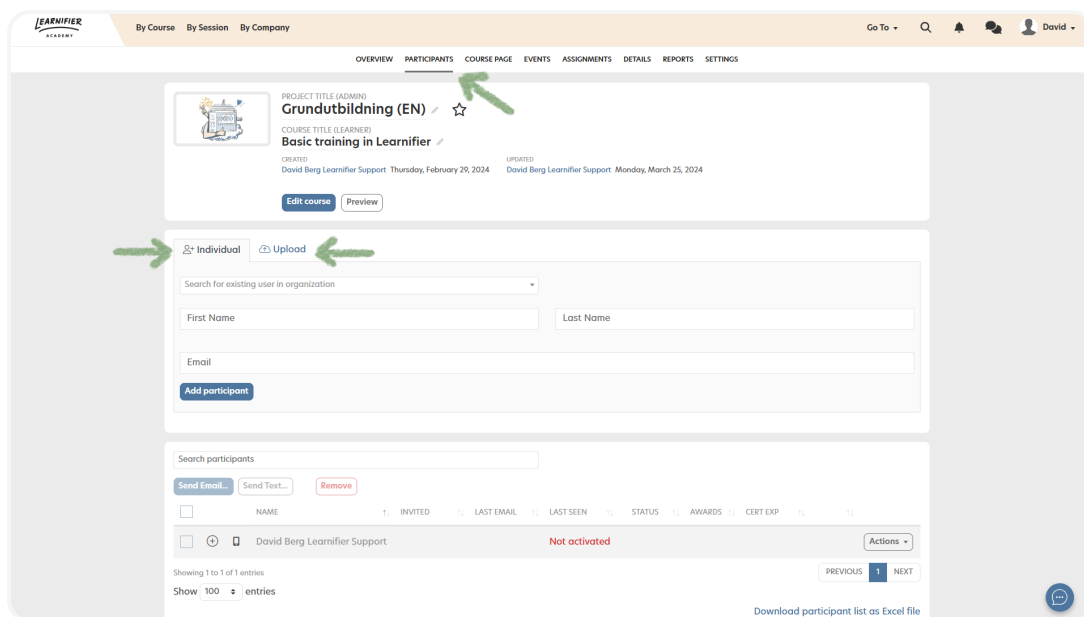 LEARNIFIER
ACADEMY
By Course By Session By Company
Go To
David
OVERVIEW PARTICIPANTS COURSE PAGE EVENTS ASSIGNMENTS DETAILS REPORTS SETTINGS
PROJECT TITLE (ADMIN)
Grundutbildning (EN)
COURSE TITLE (LEARNER)
Basic training in Learnifier
CREATED UPDATED
David Berg Learnifier Support Thursday, February 29, 2024 David Berg Learnifier Support Monday, March 25, 2024
Edit course Preview
Individual Upload
Search for existing user in organization
First Name Last Name
Email
Add participant
Search participants
Send Email... Send Text... Remove
NAME INVITED LAST EMAIL LAST SEEN STATUS AWARDS CERT EXP
David Berg Learnifier Support Not activated Actions
Showing 1 to 1 of 1 entries
PREVIOUS 1 NEXT
Show 100 entries
Download participant list as Excel file